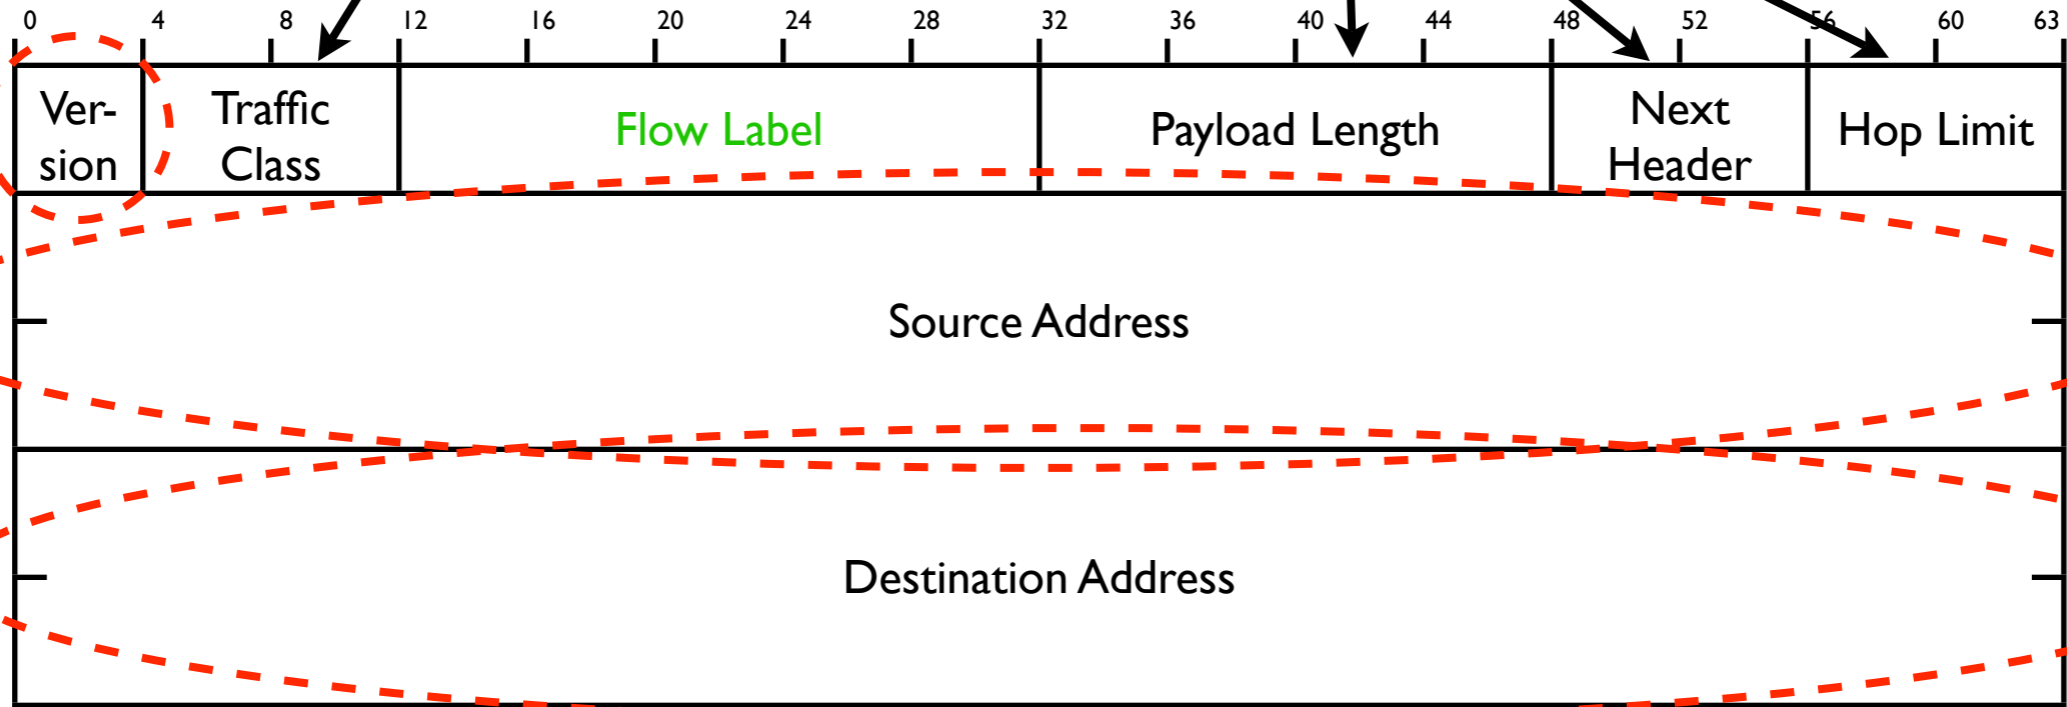 0 4 8 12 16 20 24 28 32 36 40 44 48 52 56 60 63
Ver-
sion
Traffic
Class
Flow Label
Payload Length
Next
Header
Hop Limit
Source Address
Destination Address